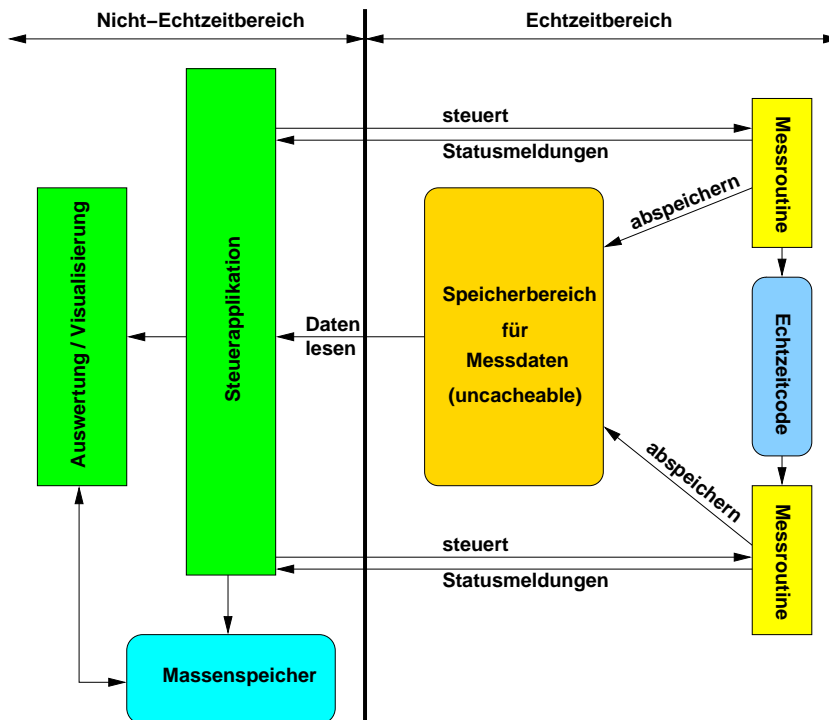 Nicht−Echtzeitbereich
Echtzeitbereich
steuert
Statusmeldungen
Messroutine
abspeichern
Auswertung / Visualisierung
Steuerapplikation
Daten
lesen
Speicherbereich
für
Messdaten
(uncacheable)
Echtzeitcode
abspeichern
steuert
Statusmeldungen
Messroutine
Massenspeicher